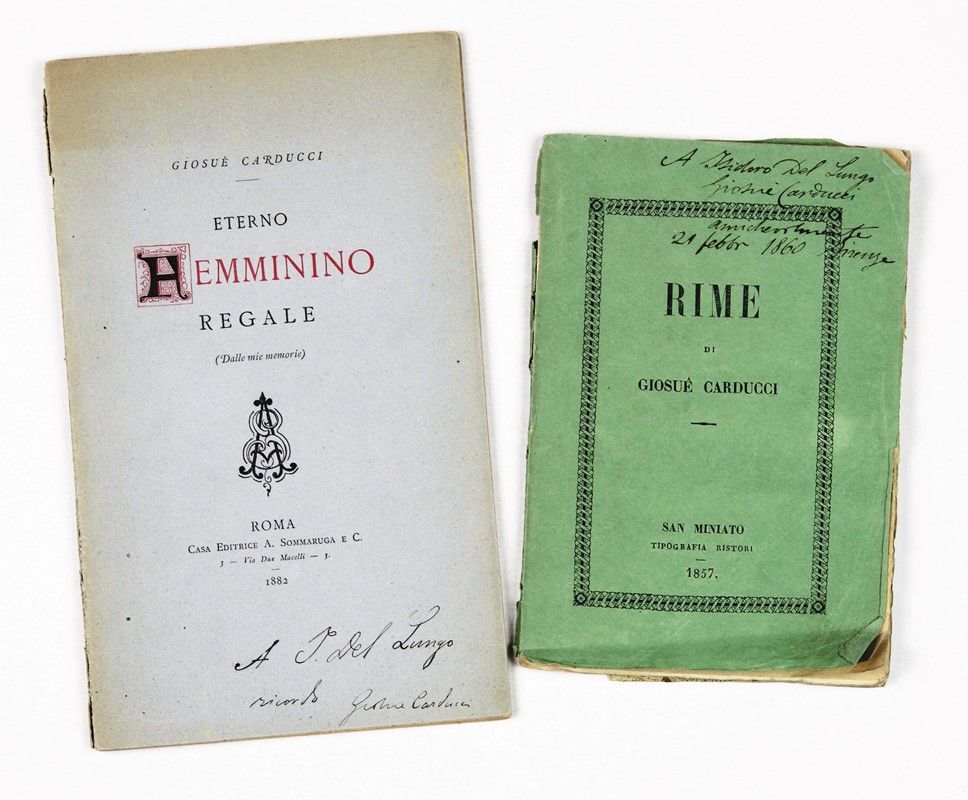 GIOSUÈ CARDUCCI
ETERNO
FEMMININO
REGALE
(Dalle mie memorie)
ROMA
CASA EDITRICE A. SOMMARUGA E C.
3 — Via Due Macelli — 3.
1882
A I. Del Lungo
ricordo Giosuè Carducci
A Isidoro Del Lungo
Giosuè Carducci
amichevolmente
21 febbr 1860 Firenze
RIME
DI
GIOSUÉ CARDUCCI
SAN MINIATO
TIPOGRAFIA RISTORI
1857.